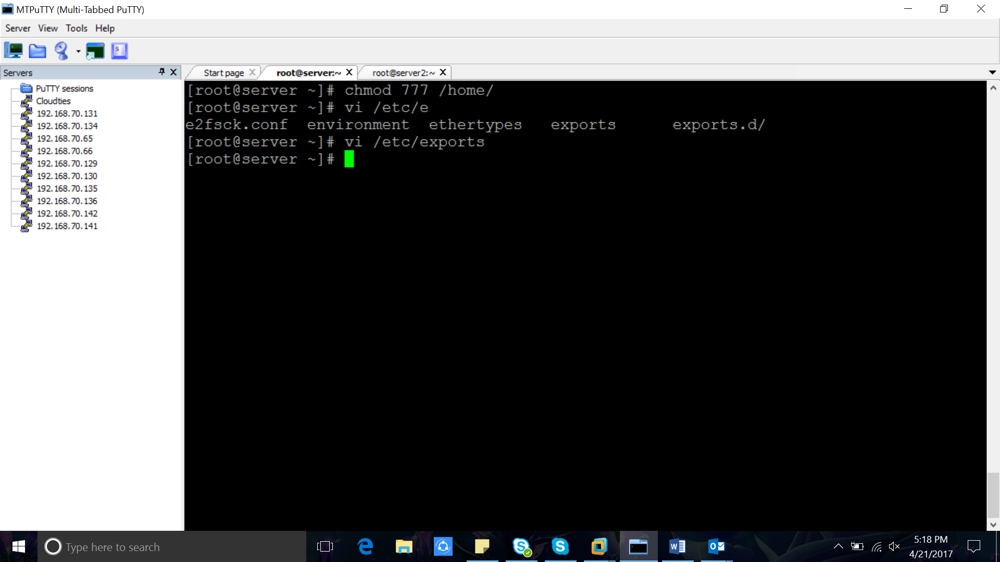 MTPuTTY (Multi-Tabbed PuTTY)
Server View Tools Help
Servers
PuTTY sessions
Cloudties
192.168.70.131
192.168.70.134
192.168.70.65
192.168.70.66
192.168.70.129
192.168.70.130
192.168.70.135
192.168.70.136
192.168.70.142
192.168.70.141
Start page root@server:~ root@server2:~
[root@server ~]# chmod 777 /home/
[root@server ~]# vi /etc/e
e2fsck.conf environment ethertypes exports exports.d/
[root@server ~]# vi /etc/exports
[root@server ~]#
Type here to search
5:18 PM
4/21/2017